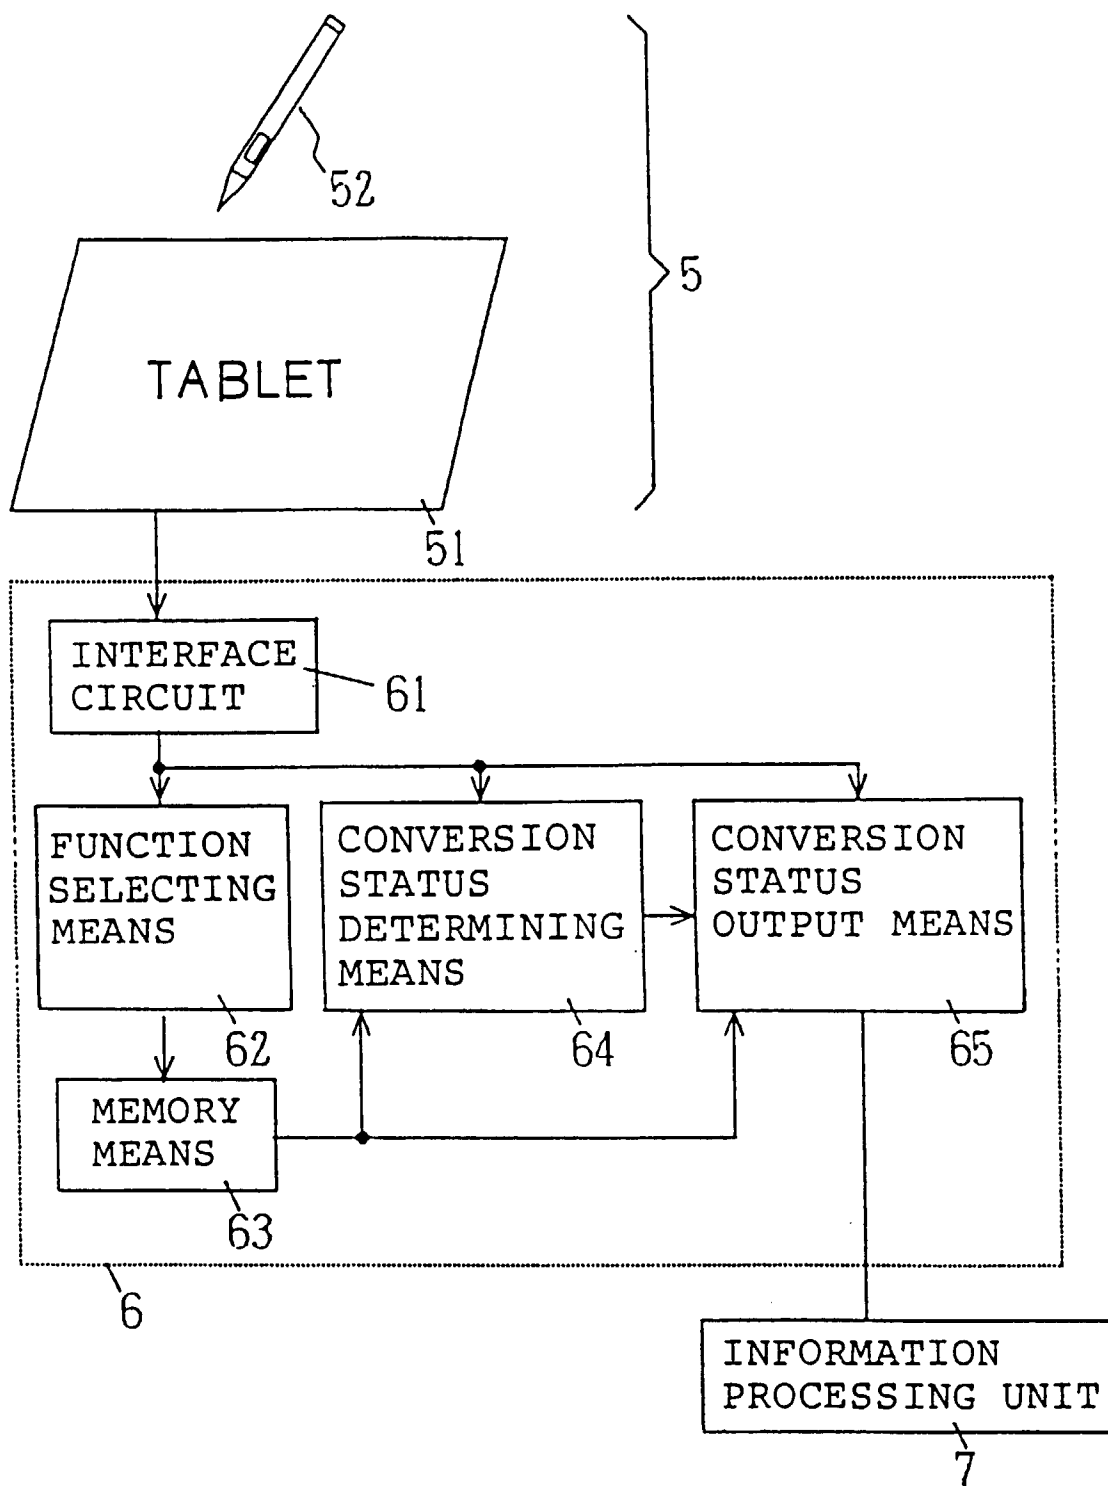 52
5
TABLET
51
INTERFACE
CIRCUIT
61
FUNCTION
SELECTING
MEANS
62
CONVERSION
STATUS
DETERMINING
MEANS
64
CONVERSION
STATUS
OUTPUT MEANS
65
MEMORY
MEANS
63
6
INFORMATION
PROCESSING UNIT
7